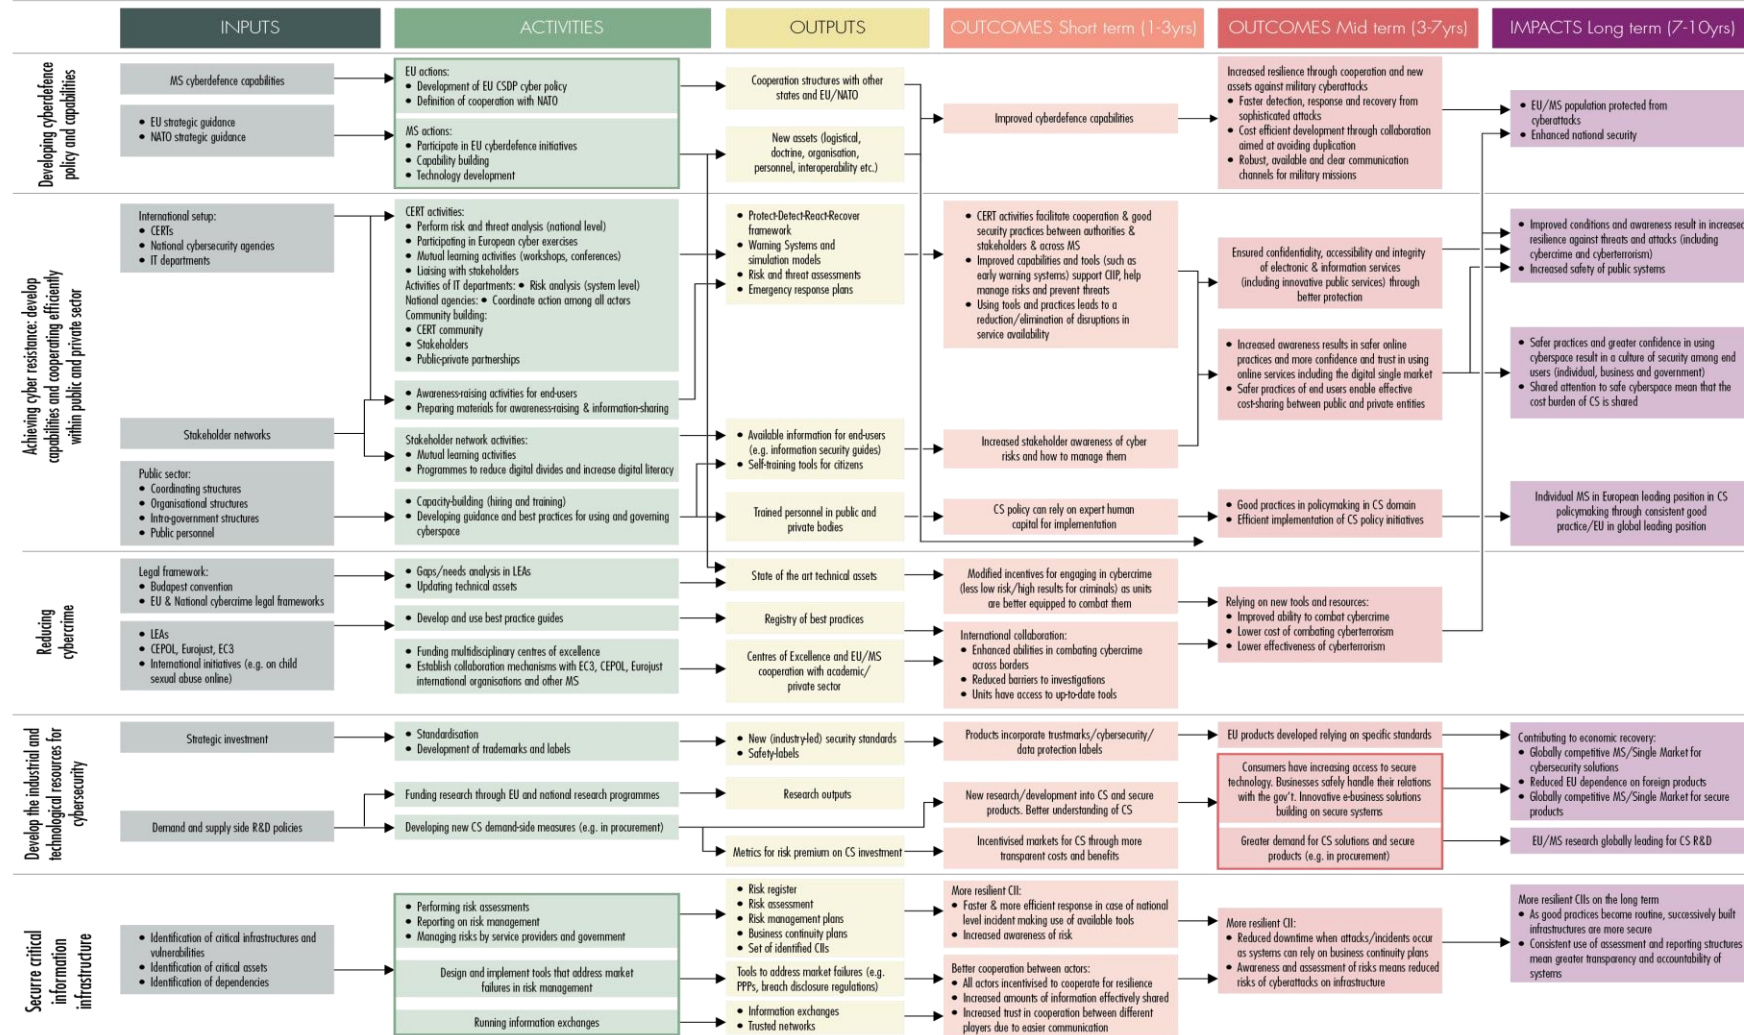 INPUTS
ACTIVITIES
OUTPUTS
OUTCOMES Short term (1-3yrs)
OUTCOMES Mid term (3-7yrs)
IMPACTS Long term (7-10yrs)
Developing cyberdefence
policy and capabilities
MS cyberdefence capabilities
• EU strategic guidance
• NATO strategic guidance
EU actions:
• Development of EU CSDP cyber policy
• Definition of cooperation with NATO
MS actions:
• Participate in EU cyberdefence initiatives
• Capability building
• Technology development
Cooperation structures with other
states and EU/NATO
New assets (logistical,
doctrine, organisation,
personnel, interoperability etc.)
Improved cyberdefence capabilities
Increased resilience through cooperation and new
assets against military cyberattacks
• Faster detection, response and recovery from
sophisticated attacks
• Cost efficient development through collaboration
aimed at avoiding duplication
• Robust, available and clear communication
channels for military missions
• EU/MS population protected from
cyberattacks
• Enhanced national security
Achieving cyber resistance: develop
capabilities and cooperating efficiently
within public and private sector
International setup:
• CERTs
• National cybersecurity agencies
• IT departments
Stakeholder networks
Public sector:
• Coordinating structures
• Organisational structures
• Intra-government structures
• Public personnel
CERT activities:
• Perform risk and threat analysis (national level)
• Participating in European cyber exercises
• Mutual learning activities (workshops, conferences)
• Liaising with stakeholders
Activities of IT departments: • Risk analysis (system level)
National agencies: • Coordinate action among all actors
Community building:
• CERT community
• Stakeholders
• Public-private partnerships
• Awareness-raising activities for end-users
• Preparing materials for awareness-raising & information-sharing
Stakeholder network activities:
• Mutual learning activities
• Programmes to reduce digital divides and increase digital literacy
• Capacity-building (hiring and training)
• Developing guidance and best practices for using and governing
cyberspace
• Protect-Detect-React-Recover
framework
• Warning Systems and
simulation models
• Risk and threat assessments
• Emergency response plans
• Available information for end-users
(e.g. information security guides)
• Self-training tools for citizens
Trained personnel in public and
private bodies
• CERT activities facilitate cooperation & good
security practices between authorities &
stakeholders & across MS
• Improved capabilities and tools (such as
early warning systems) support CIIP, help
manage risks and prevent threats
• Using tools and practices leads to a
reduction/elimination of disruptions in
service availability
Increased stakeholder awareness of cyber
risks and how to manage them
CS policy can rely on expert human
capital for implementation
Ensured confidentiality, accessibility and integrity
of electronic & information services
(including innovative public services) through
better protection
• Increased awareness results in safer online
practices and more confidence and trust in using
online services including the digital single market
• Safer practices of end users enable effective
cost-sharing between public and private entities
• Good practices in policymaking in CS domain
• Efficient implementation of CS policy initiatives
• Improved conditions and awareness result in increased
resilience against threats and attacks (including
cybercrime and cyberterrorism)
• Increased safety of public systems
• Safer practices and greater confidence in using
cyberspace result in a culture of security among end
users (individual, business and government)
• Shared attention to safe cyberspace mean that the
cost burden of CS is shared
Individual MS in European leading position in CS
policymaking through consistent good
practice/EU in global leading position
Reducing
cybercrine
Legal framework:
• Budapest convention
• EU & National cybercrime legal frameworks
• LEAs
• CEPOL, Eurojust, EC3
• International initiatives (e.g. on child
sexual abuse online)
• Gaps/needs analysis in LEAs
• Updating technical assets
• Develop and use best practice guides
• Funding multidisciplinary centres of excellence
• Establish collaboration mechanisms with EC3, CEPOL, Eurojust
international organisations and other MS
State of the art technical assets
Registry of best practices
Centres of Excellence and EU/MS
cooperation with academic/
private sector
Modified incentives for engaging in cybercrime
(less low risk/high results for criminals) as units
are better equipped to combat them
International collaboration:
• Enhanced abilities in combating cybercrime
across borders
• Reduced barriers to investigations
• Units have access to up-to-date tools
Relying on new tools and resources:
• Improved ability to combat cybercrime
• Lower cost of combating cyberterrorism
• Lower effectiveness of cyberterrorism
Develop the industrial and
technological resources for
cybersecurity
Strategic investment
Demand and supply side R&D policies
• Standardisation
• Development of trademarks and labels
Funding research through EU and national research programmes
Developing new CS demand-side measures (e.g. in procurement)
• New (industry-led) security standards
• Safety-labels
Research outputs
Metrics for risk premium on CS investment
Products incorporate trustmarks/cybersecurity/
data protection labels
New research/development into CS and secure
products. Better understanding of CS
Incentivised markets for CS through more
transparent costs and benefits
EU products developed relying on specific standards
Consumers have increasing access to secure
technology. Businesses safely handle their relations
with the gov't. Innovative e-business solutions
building on secure systems
Greater demand for CS solutions and secure
products (e.g. in procurement)
Contributing to economic recovery:
• Globally competitive MS/Single Market for
cybersecurity solutions
• Reduced EU dependence on foreign products
• Globally competitive MS/Single Market for secure
products
EU/MS research globally leading for CS R&D
Securre critical
information
infrastructure
• Identification of critical infrastructures and
vulnerabilities
• Identification of critical assets
• Identification of dependencies
• Performing risk assessments
• Reporting on risk management
• Managing risks by service providers and government
Design and implement tools that address market
failures in risk management
Running information exchanges
• Risk register
• Risk assessment
• Risk management plans
• Business continuity plans
• Set of identified CIIs
Tools to address market failures (e.g.
PPPs, breach disclosure regulations)
• Information exchanges
• Trusted networks
More resilient CII:
• Faster & more efficient response in case of national
level incident making use of available tools
• Increased awareness of risk
Better cooperation between actors:
• All actors incentivised to cooperate for resilience
• Increased amounts of information effectively shared
• Increased trust in cooperation between different
players due to easier communication
More resilient CII:
• Reduced downtime when attacks/incidents occur
as systems can rely on business continuity plans
• Awareness and assessment of risks means reduced
risks of cyberattacks on infrastructure
More resilient CIIs on the long term
• As good practices become routine, successively built
infrastructures are more secure
• Consistent use of assessment and reporting structures
mean greater transparency and accountability of
systems